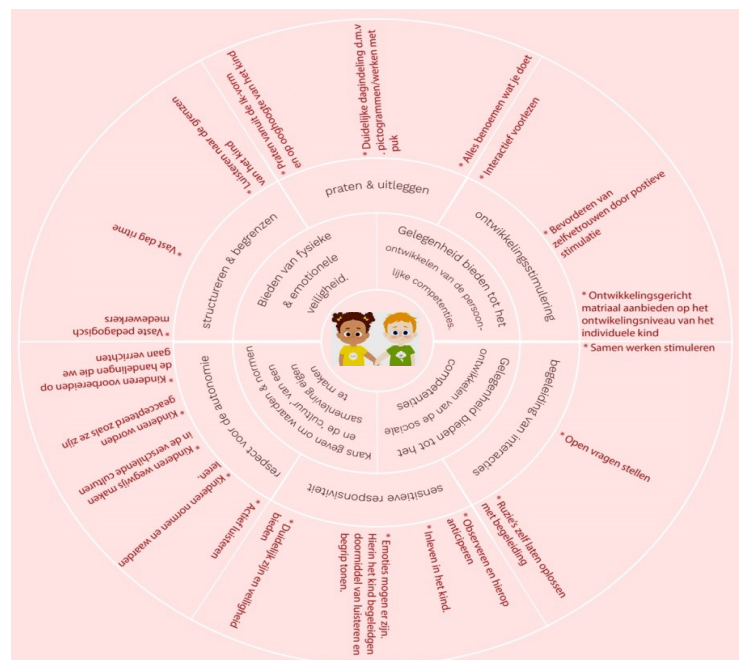 * Duidelijke dagindeling d.m.v
. pictogrammen/werken met
puk
* Alles benoemen wat je doet
* Interactief voorlezen
* Bevorderen van
zelfvetrouwen door postieve
stimulatie
* Ontwikkelingsgericht
matriaal aanbieden op het
ontwikelingsniveau van het
individuele kind
* Samen werken stimuleren
* Open vragen stellen
* Ruzie's zelf laten oplossen
met begeleiding
* Observeren en hierop
anticiperen
* Inleven in het kind.
* Emoties mogen er zijn.
Hierin het kind begeleidgen
doormiddel van luisteren en
begrip tonen.
* Duidelijk zijn en veiligheid
bieden
* Actief luisteren
* Kinderen normen en waarden
leren.
* Kinderen wegwijs maken
in de verschillende culturen
* Kinderen worden
geaccepteerd zoals ze zijn
* Kinderen voorbereiden op
de handelingen die we
gaan verrichten
* Vaste pedagogisch
medewerkers
* Vast dag ritme
* Luisteren naar de grenzen
van het kind
* Praten vanuit de Ik-vorm
en op ooghoogte van het kind
praten & uitleggen
ontwikkelingsstimulering
begeleiding van interacties
sensitieve responsiviteit
respect voor de autonomie
structureren & begrenzen
Bieden van fysieke
& emotionele
veiligheid.
Gelegenheid bieden tot het
ontwikkelen van de persoon-
lijke competenties.
Gelegenheid bieden tot het
ontwikkelen van de sociale
competenties
Kans geven om waarden & normen
en de 'cultuur' van een
samenleving eigen
te maken